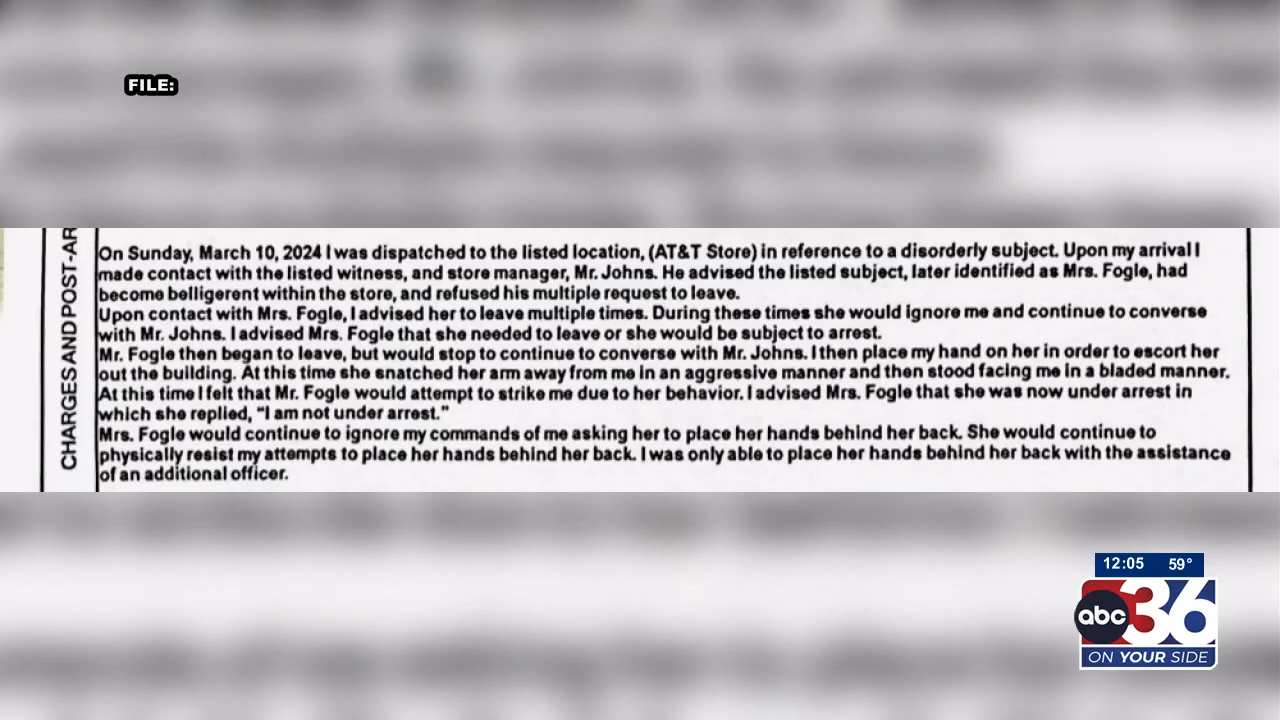 FILE:
CHARGES AND POST-AR
On Sunday, March 10, 2024 I was dispatched to the listed location, (AT&T Store) in reference to a disorderly subject. Upon my arrival I
made contact with the listed witness, and store manager, Mr. Johns. He advised the listed subject, later identified as Mrs. Fogle, had
become belligerent within the store, and refused his multiple request to leave.
Upon contact with Mrs. Fogle, I advised her to leave multiple times. During these times she would ignore me and continue to converse
with Mr. Johns. I advised Mrs. Fogle that she needed to leave or she would be subject to arrest.
Mr. Fogle then began to leave, but would stop to continue to converse with Mr. Johns. I then place my hand on her in order to escort her
out the building. At this time she snatched her arm away from me in an aggressive manner and then stood facing me in a bladed manner.
At this time I felt that Mr. Fogle would attempt to strike me due to her behavior. I advised Mrs. Fogle that she was now under arrest in
which she replied, "I am not under arrest."
Mrs. Fogle would continue to ignore my commands of me asking her to place her hands behind her back. She would continue to
physically resist my attempts to place her hands behind her back. I was only able to place her hands behind her back with the assistance
of an additional officer.
12:05 59°
abc 36
ON YOUR SIDE